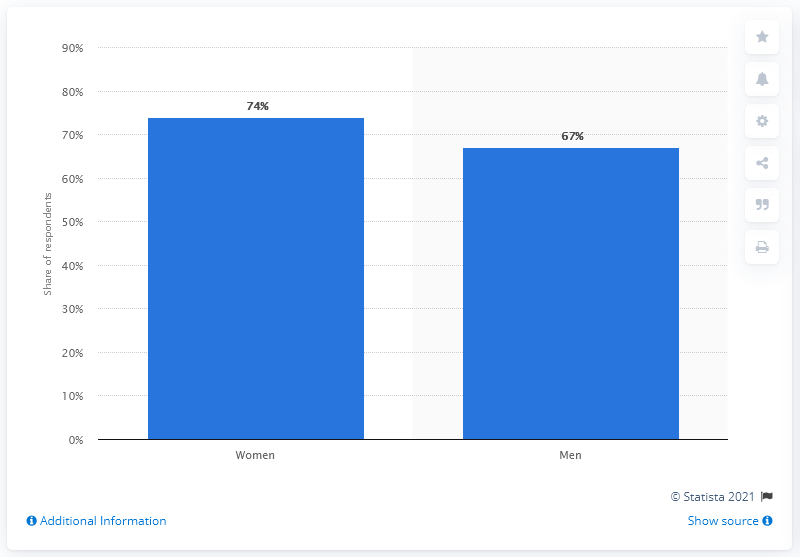 90%
80%
70%
60%
50%
40%
30%
20%
10%
0%
Share of respondents
74%
67%
Women
Men
© Statista 2021
Additional Information
Show source